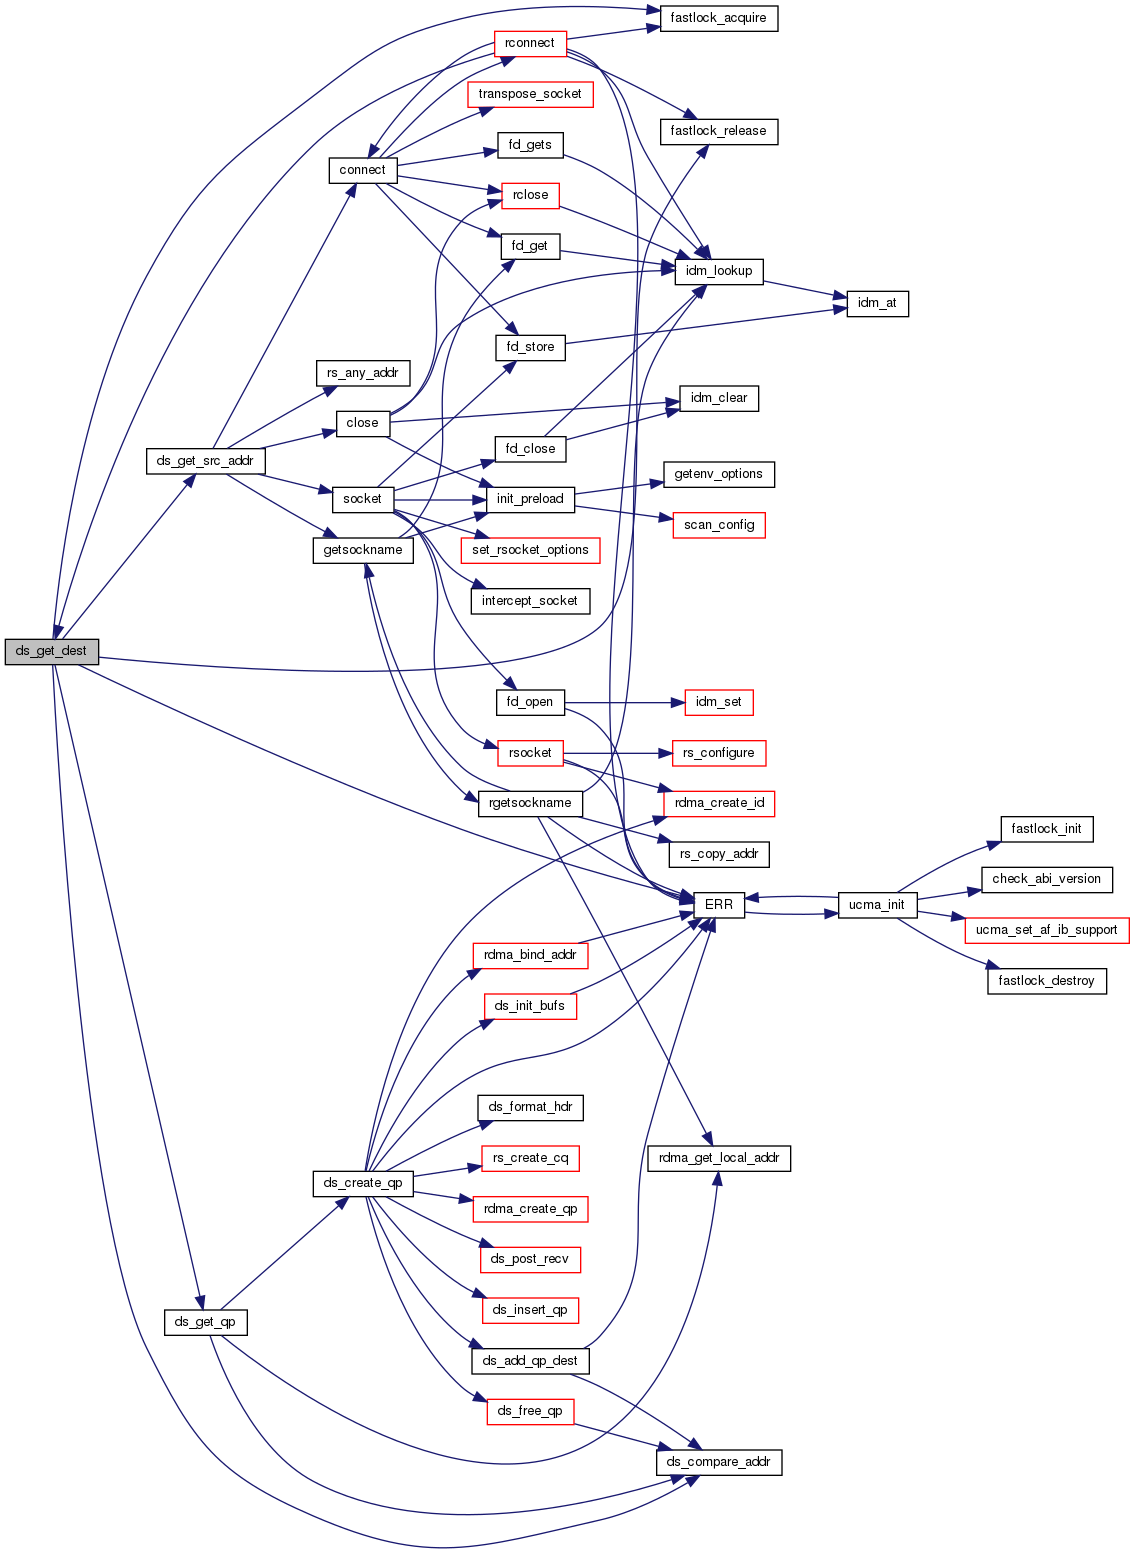 fastlock_acquire
rconnect
transpose_socket
fastlock_release
fd_gets
connect
rclose
fd_get
idm_lookup
idm_at
fd_store
rs_any_addr
idm_clear
close
fd_close
ds_get_src_addr
getenv_options
socket
init_preload
scan_config
getsockname
set_rsocket_options
intercept_socket
ds_get_dest
fd_open
idm_set
rsocket
rs_configure
rgetsockname
rdma_create_id
fastlock_init
rs_copy_addr
check_abi_version
ERR
ucma_init
ucma_set_af_ib_support
rdma_bind_addr
fastlock_destroy
ds_init_bufs
ds_format_hdr
rs_create_cq
rdma_get_local_addr
ds_create_qp
rdma_create_qp
ds_post_recv
ds_insert_qp
ds_get_qp
ds_add_qp_dest
ds_free_qp
ds_compare_addr